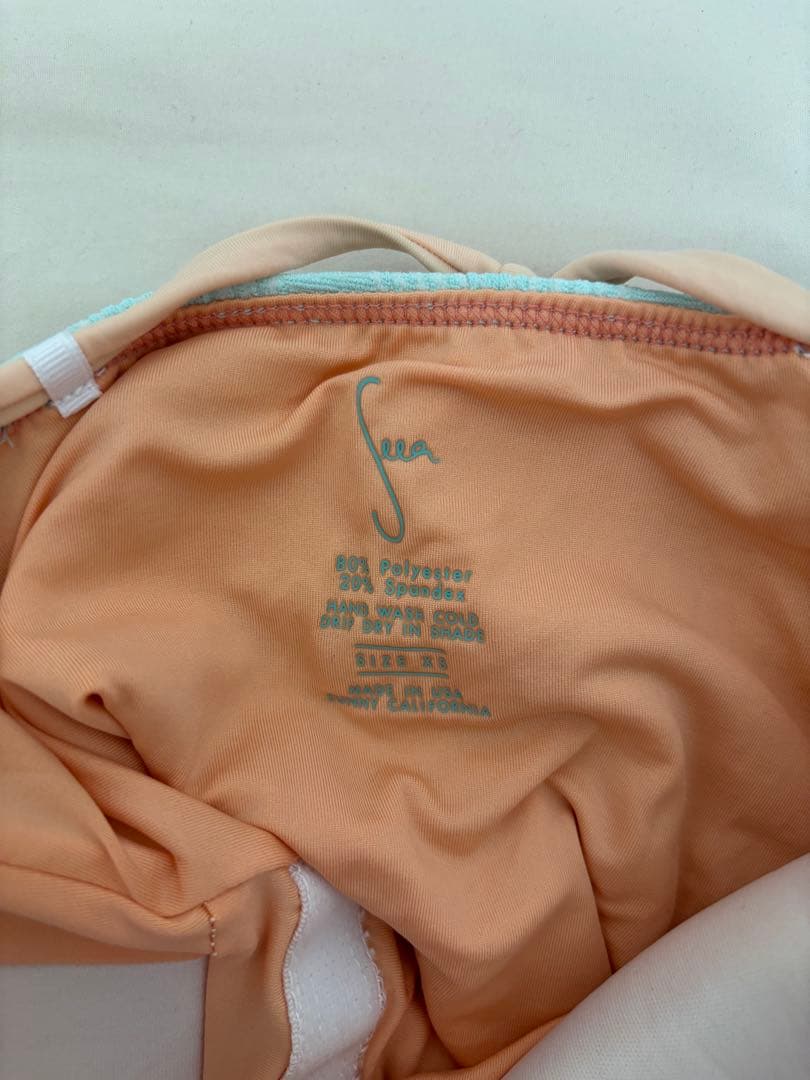 Seea
80% Polyester
20% Spandex
HAND WASH COLD
DRIP DRY IN SHADE
SIZE XS
MADE IN USA
SUNNY CALIFORNIA